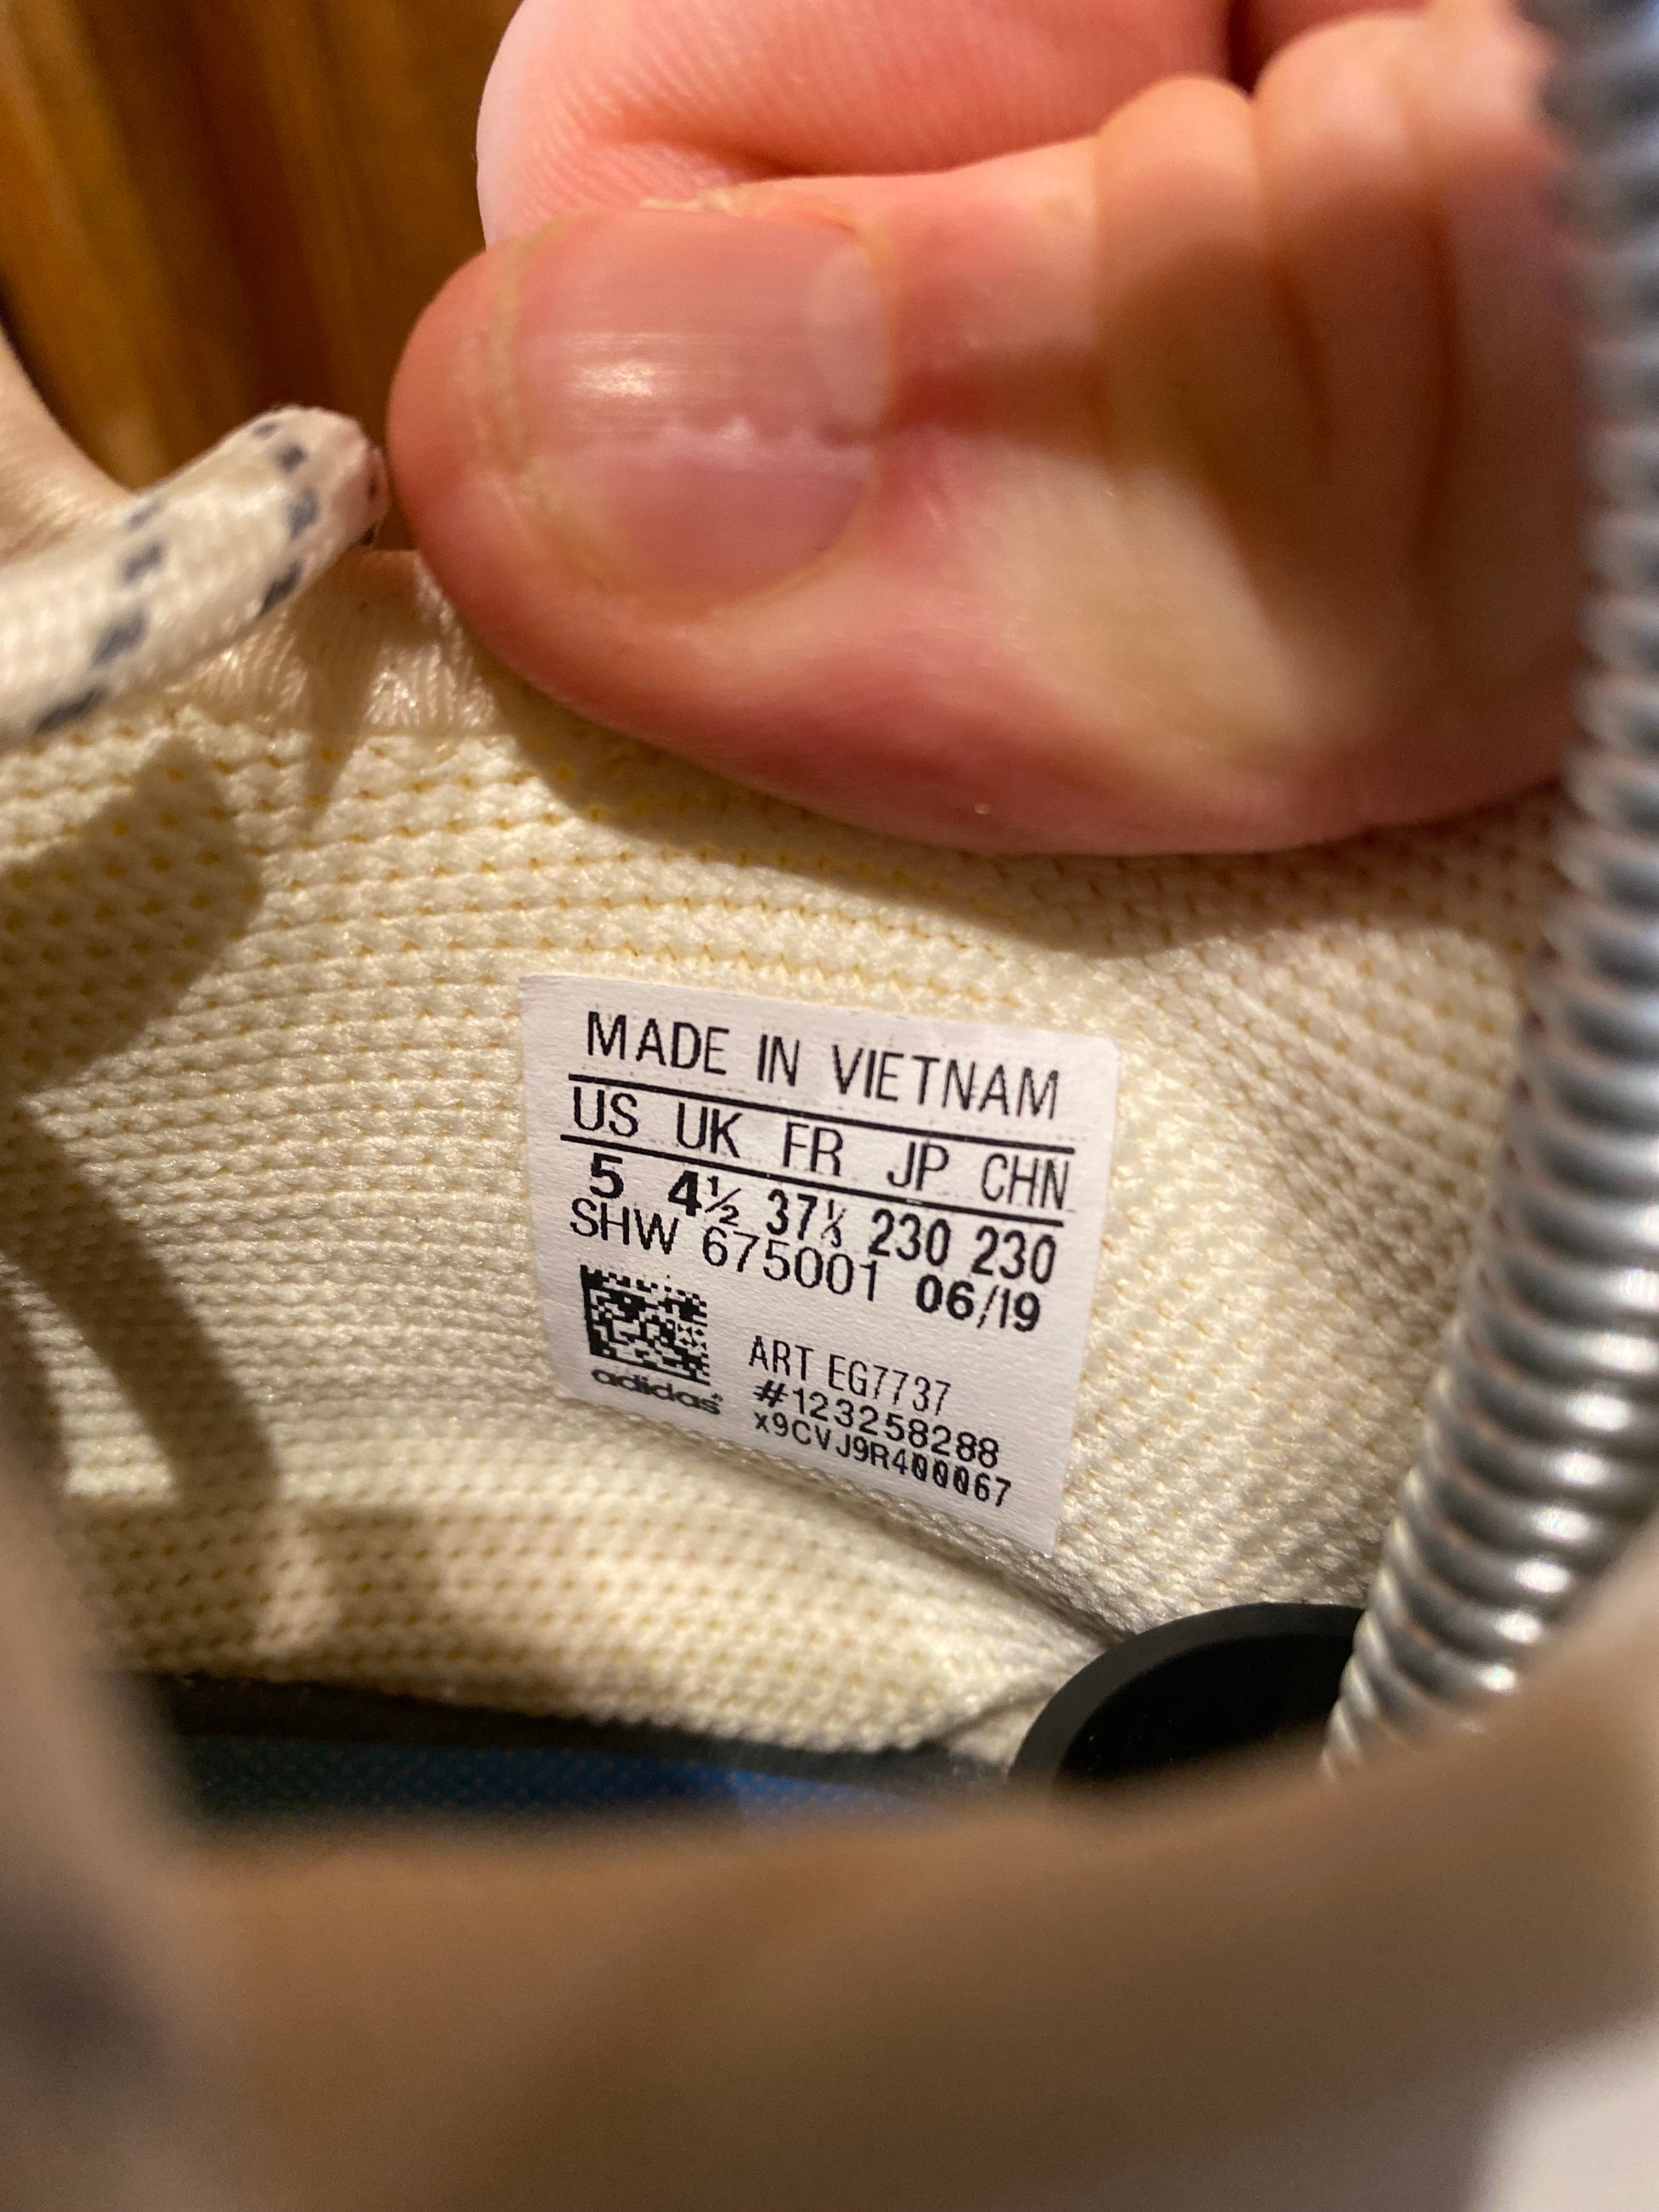 MADE IN VIETNAM
US UK FR JP CHN
5 4½ 37⅓ 230 230
SHW 675001 06/19
ART EG7737
#123258288
x9CVJ9R400067
adidas